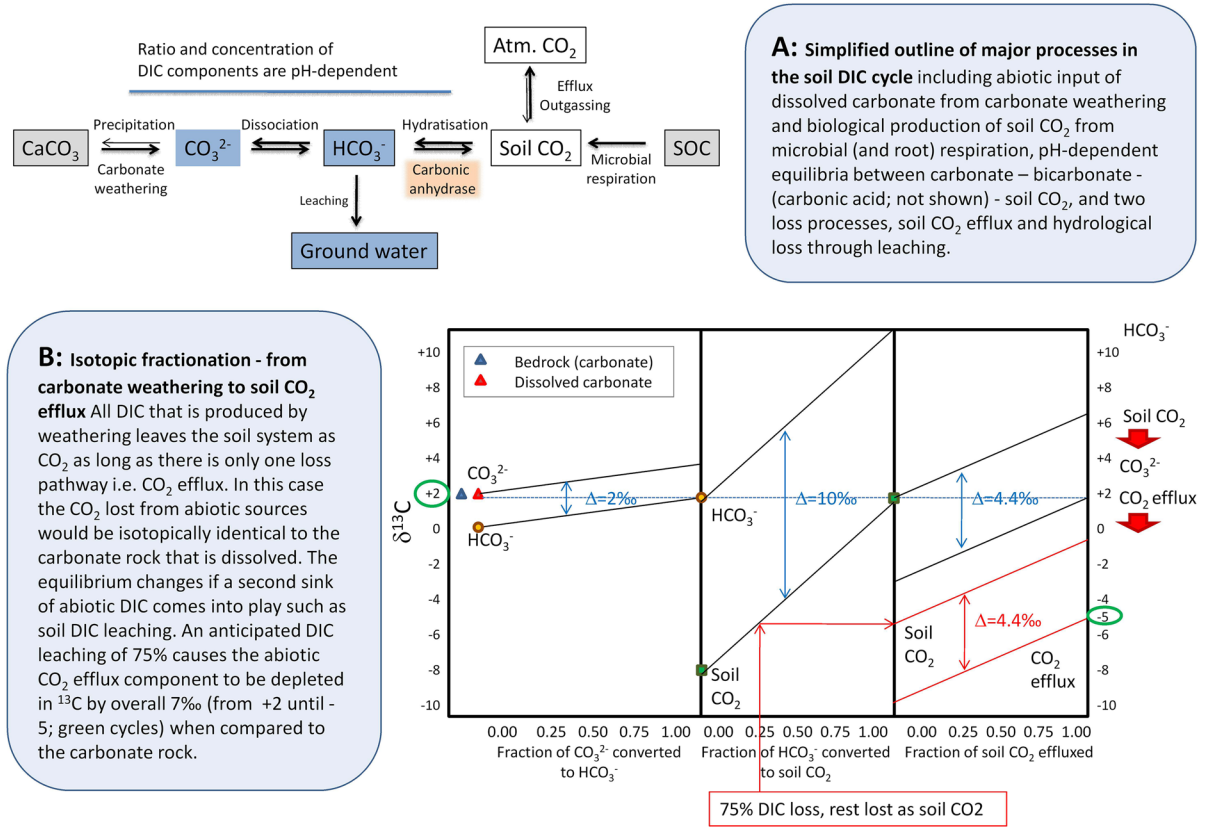 Ratio and concentration of
DIC components are pH-dependent
Atm. CO₂
Efflux
Outgassing
Precipitation
Dissociation
Hydratisation
CaCO₃
CO₃²⁻
HCO₃⁻
Soil CO₂
SOC
Carbonate
weathering
Carbonic
anhydrase
Microbial
respiration
Leaching
Ground water
A: Simplified outline of major processes in
the soil DIC cycle including abiotic input of
dissolved carbonate from carbonate weathering
and biological production of soil CO₂ from
microbial (and root) respiration, pH-dependent
equilibria between carbonate – bicarbonate -
(carbonic acid; not shown) - soil CO₂, and two
loss processes, soil CO₂ efflux and hydrological
loss through leaching.
B: Isotopic fractionation - from
carbonate weathering to soil CO₂
efflux All DIC that is produced by
weathering leaves the soil system as
CO₂ as long as there is only one loss
pathway i.e. CO₂ efflux. In this case
the CO₂ lost from abiotic sources
would be isotopically identical to the
carbonate rock that is dissolved. The
equilibrium changes if a second sink
of abiotic DIC comes into play such as
soil DIC leaching. An anticipated DIC
leaching of 75% causes the abiotic
CO₂ efflux component to be depleted
in ¹³C by overall 7‰ (from +2 until -
5; green cycles) when compared to
the carbonate rock.
δ¹³C
+10
+8
+6
+4
+2
0
-2
-4
-6
-8
-10
Bedrock (carbonate)
Dissolved carbonate
CO₃²⁻
Δ=2‰
HCO₃⁻
HCO₃⁻
Δ=10‰
Soil
CO₂
Δ=4.4‰
Soil
CO₂
Δ=4.4‰
CO₂
efflux
+10
+8
+6
+4
+2
0
-2
-4
-5
-6
-8
-10
HCO₃⁻
Soil CO₂
CO₃²⁻
CO₂ efflux
0.00 0.25 0.50 0.75 1.00
Fraction of CO₃²⁻ converted
to HCO₃⁻
0.00 0.25 0.50 0.75 1.00
Fraction of HCO₃⁻ converted
to soil CO₂
0.00 0.25 0.50 0.75 1.00
Fraction of soil CO₂ effluxed
75% DIC loss, rest lost as soil CO2